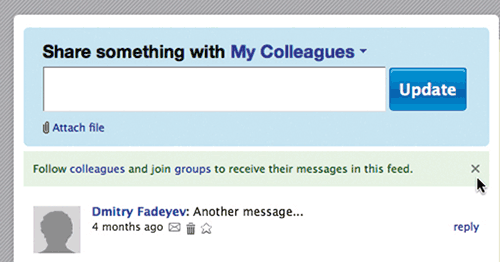 Share something with My Colleagues
Update
Attach file
Follow colleagues and join groups to receive their messages in this feed.
Dmitry Fadeyev: Another message...
4 months ago
reply